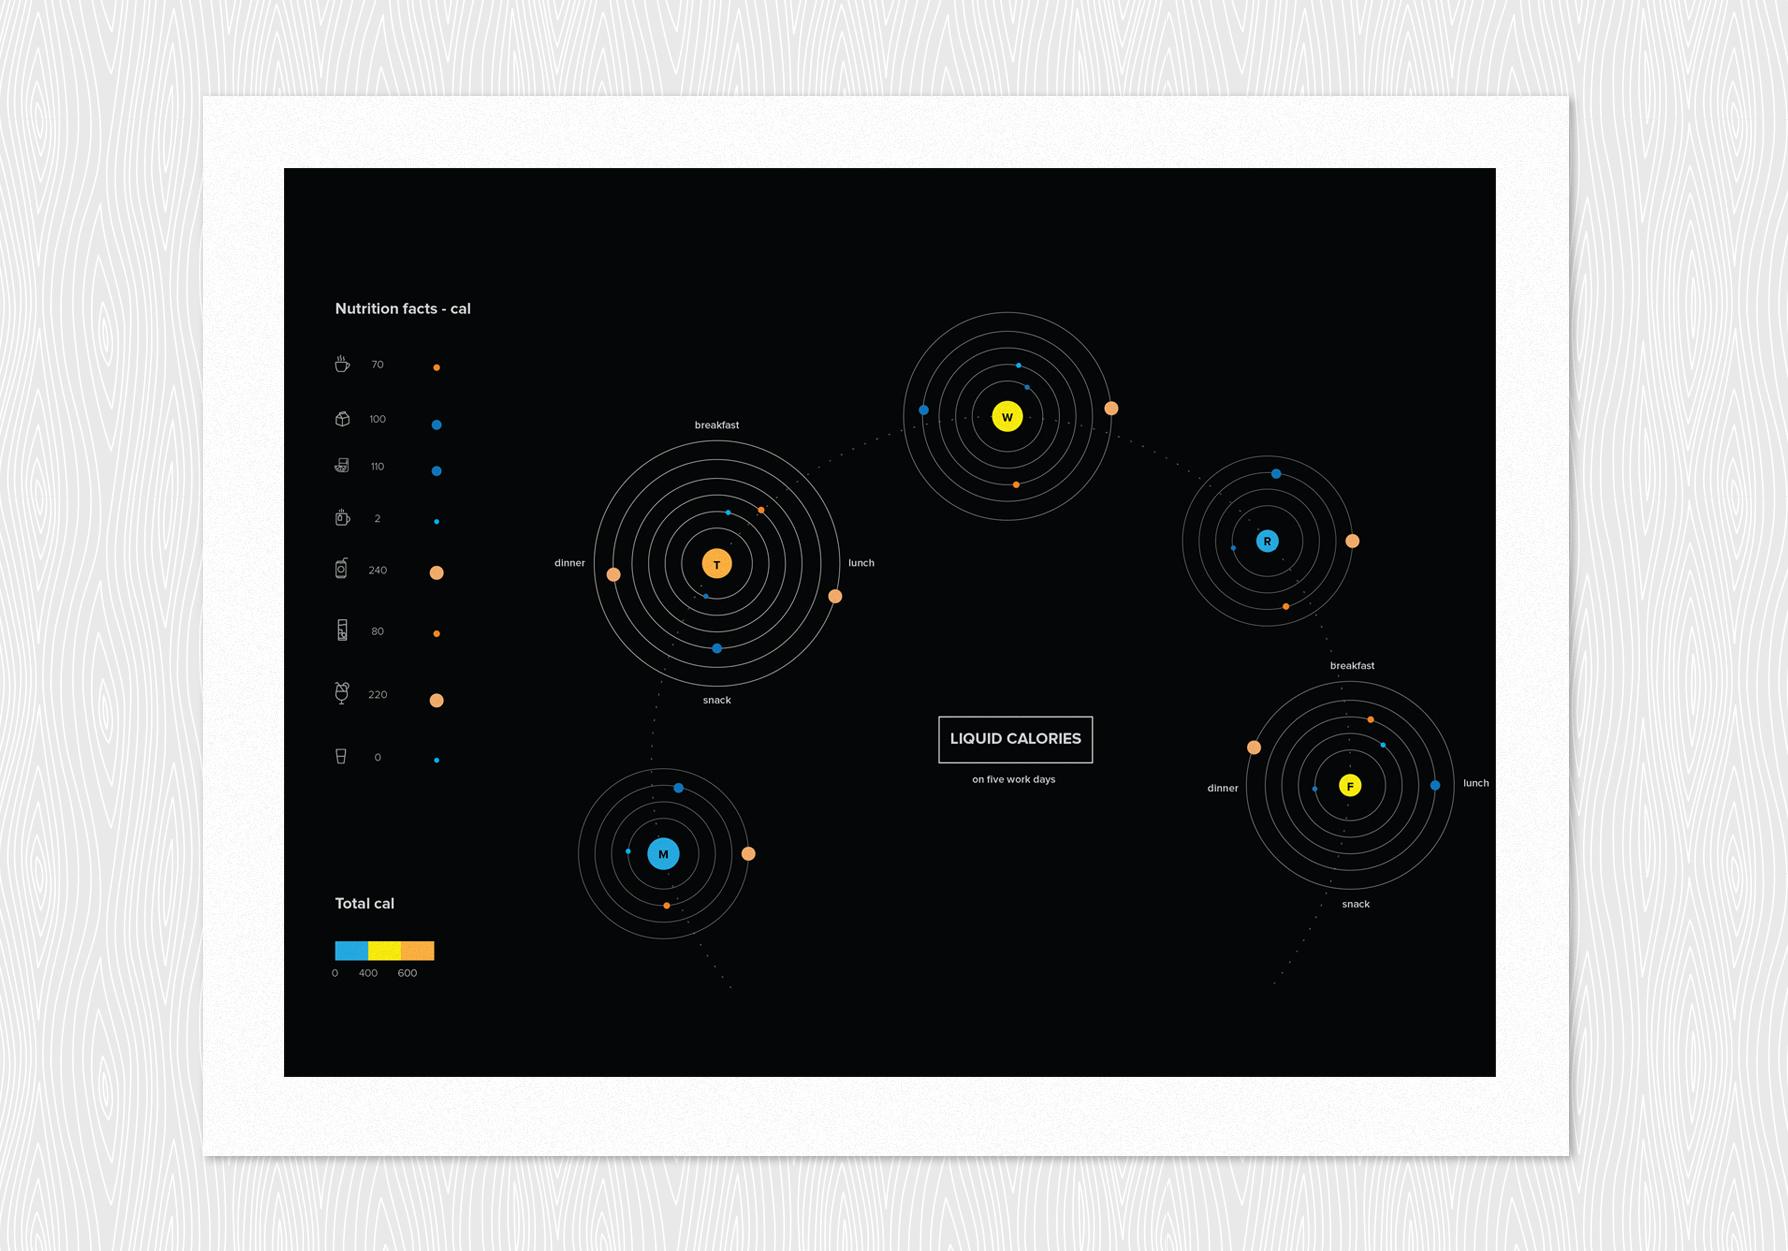 Nutrition facts - cal
70
100
110
2
240
80
220
0
Total cal
0 400 600
breakfast
dinner
T
lunch
snack
W
R
M
LIQUID CALORIES
on five work days
breakfast
dinner
F
lunch
snack